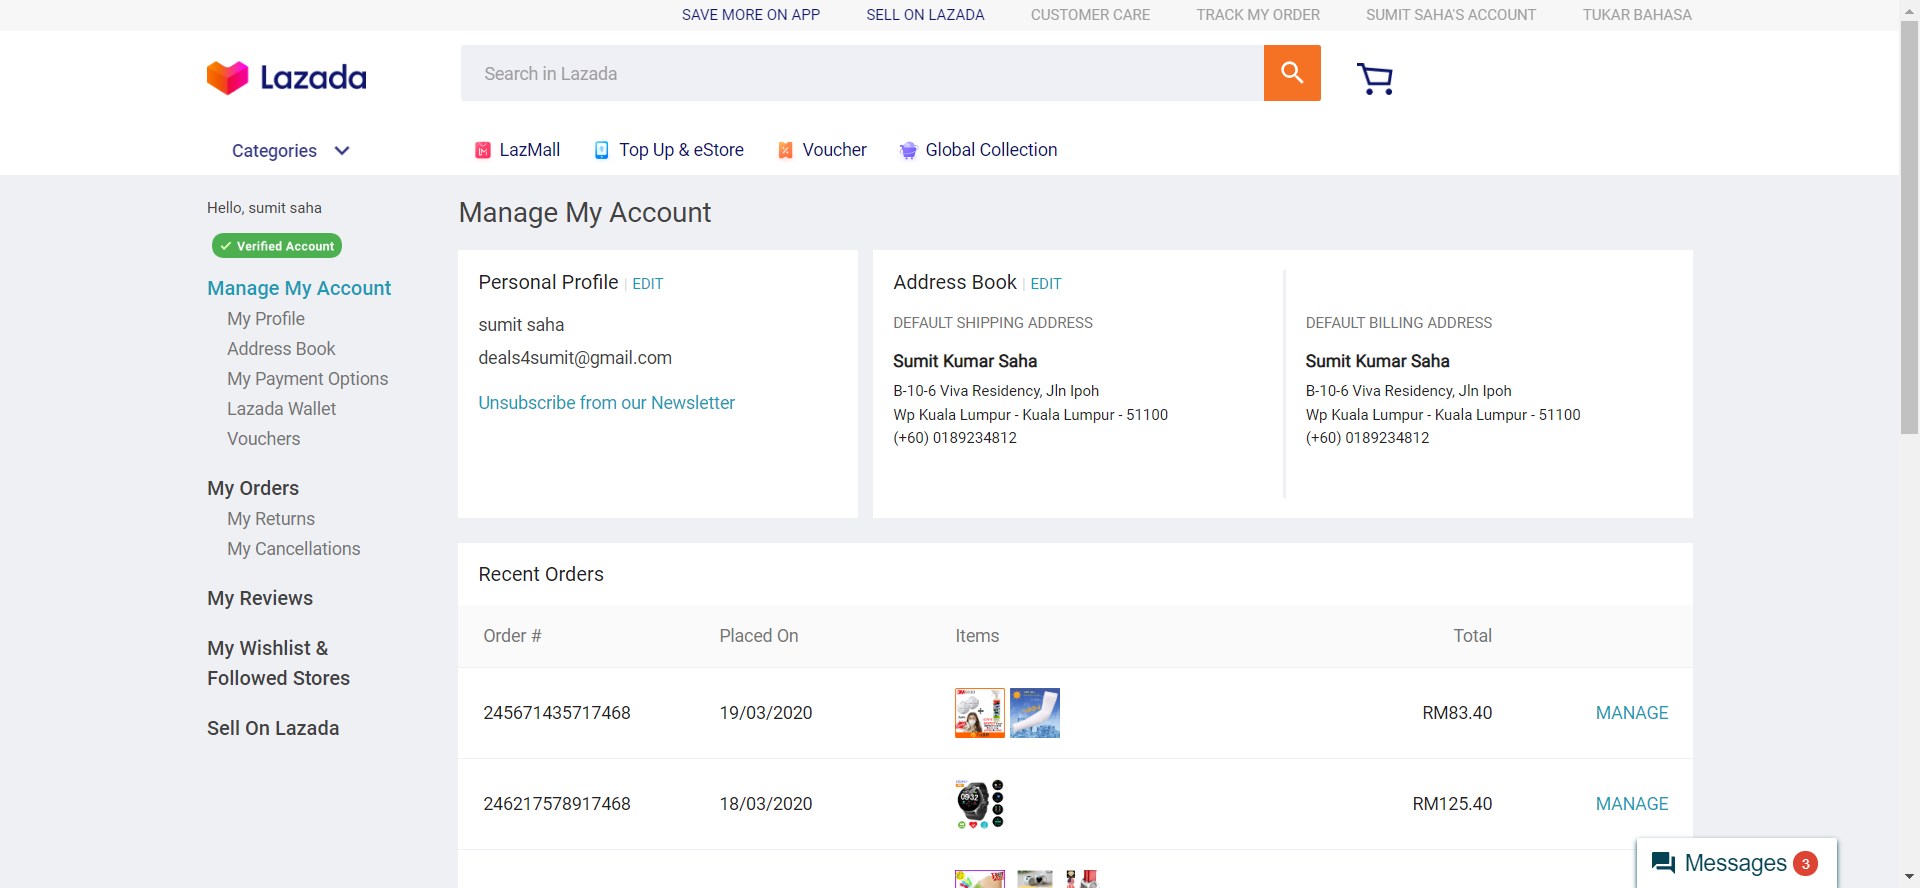 SAVE MORE ON APP SELL ON LAZADA CUSTOMER CARE TRACK MY ORDER SUMIT SAHA'S ACCOUNT TUKAR BAHASA
Lazada
Search in Lazada
Categories
LazMall Top Up & eStore Voucher Global Collection
Hello, sumit saha
Verified Account
Manage My Account
My Profile
Address Book
My Payment Options
Lazada Wallet
Vouchers
My Orders
My Returns
My Cancellations
My Reviews
My Wishlist &
Followed Stores
Sell On Lazada
Manage My Account
Personal Profile | EDIT
sumit saha
deals4sumit@gmail.com
Unsubscribe from our Newsletter
Address Book | EDIT
DEFAULT SHIPPING ADDRESS
Sumit Kumar Saha
B-10-6 Viva Residency, Jln Ipoh
Wp Kuala Lumpur - Kuala Lumpur - 51100
(+60) 0189234812
DEFAULT BILLING ADDRESS
Sumit Kumar Saha
B-10-6 Viva Residency, Jln Ipoh
Wp Kuala Lumpur - Kuala Lumpur - 51100
(+60) 0189234812
Recent Orders
Order # Placed On Items Total
245671435717468 19/03/2020 RM83.40 MANAGE
3M
246217578917468 18/03/2020 RM125.40 MANAGE
09:32
Messages 3